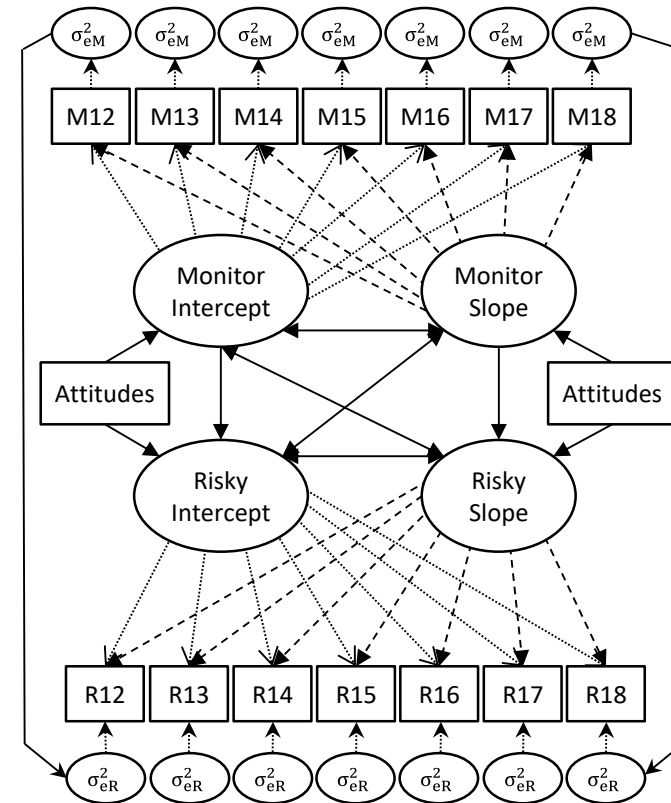 σ²eM σ²eM σ²eM σ²eM σ²eM σ²eM σ²eM
M12 M13 M14 M15 M16 M17 M18
Monitor Intercept
Monitor Slope
Attitudes
Attitudes
Risky Intercept
Risky Slope
R12 R13 R14 R15 R16 R17 R18
σ²eR σ²eR σ²eR σ²eR σ²eR σ²eR σ²eR